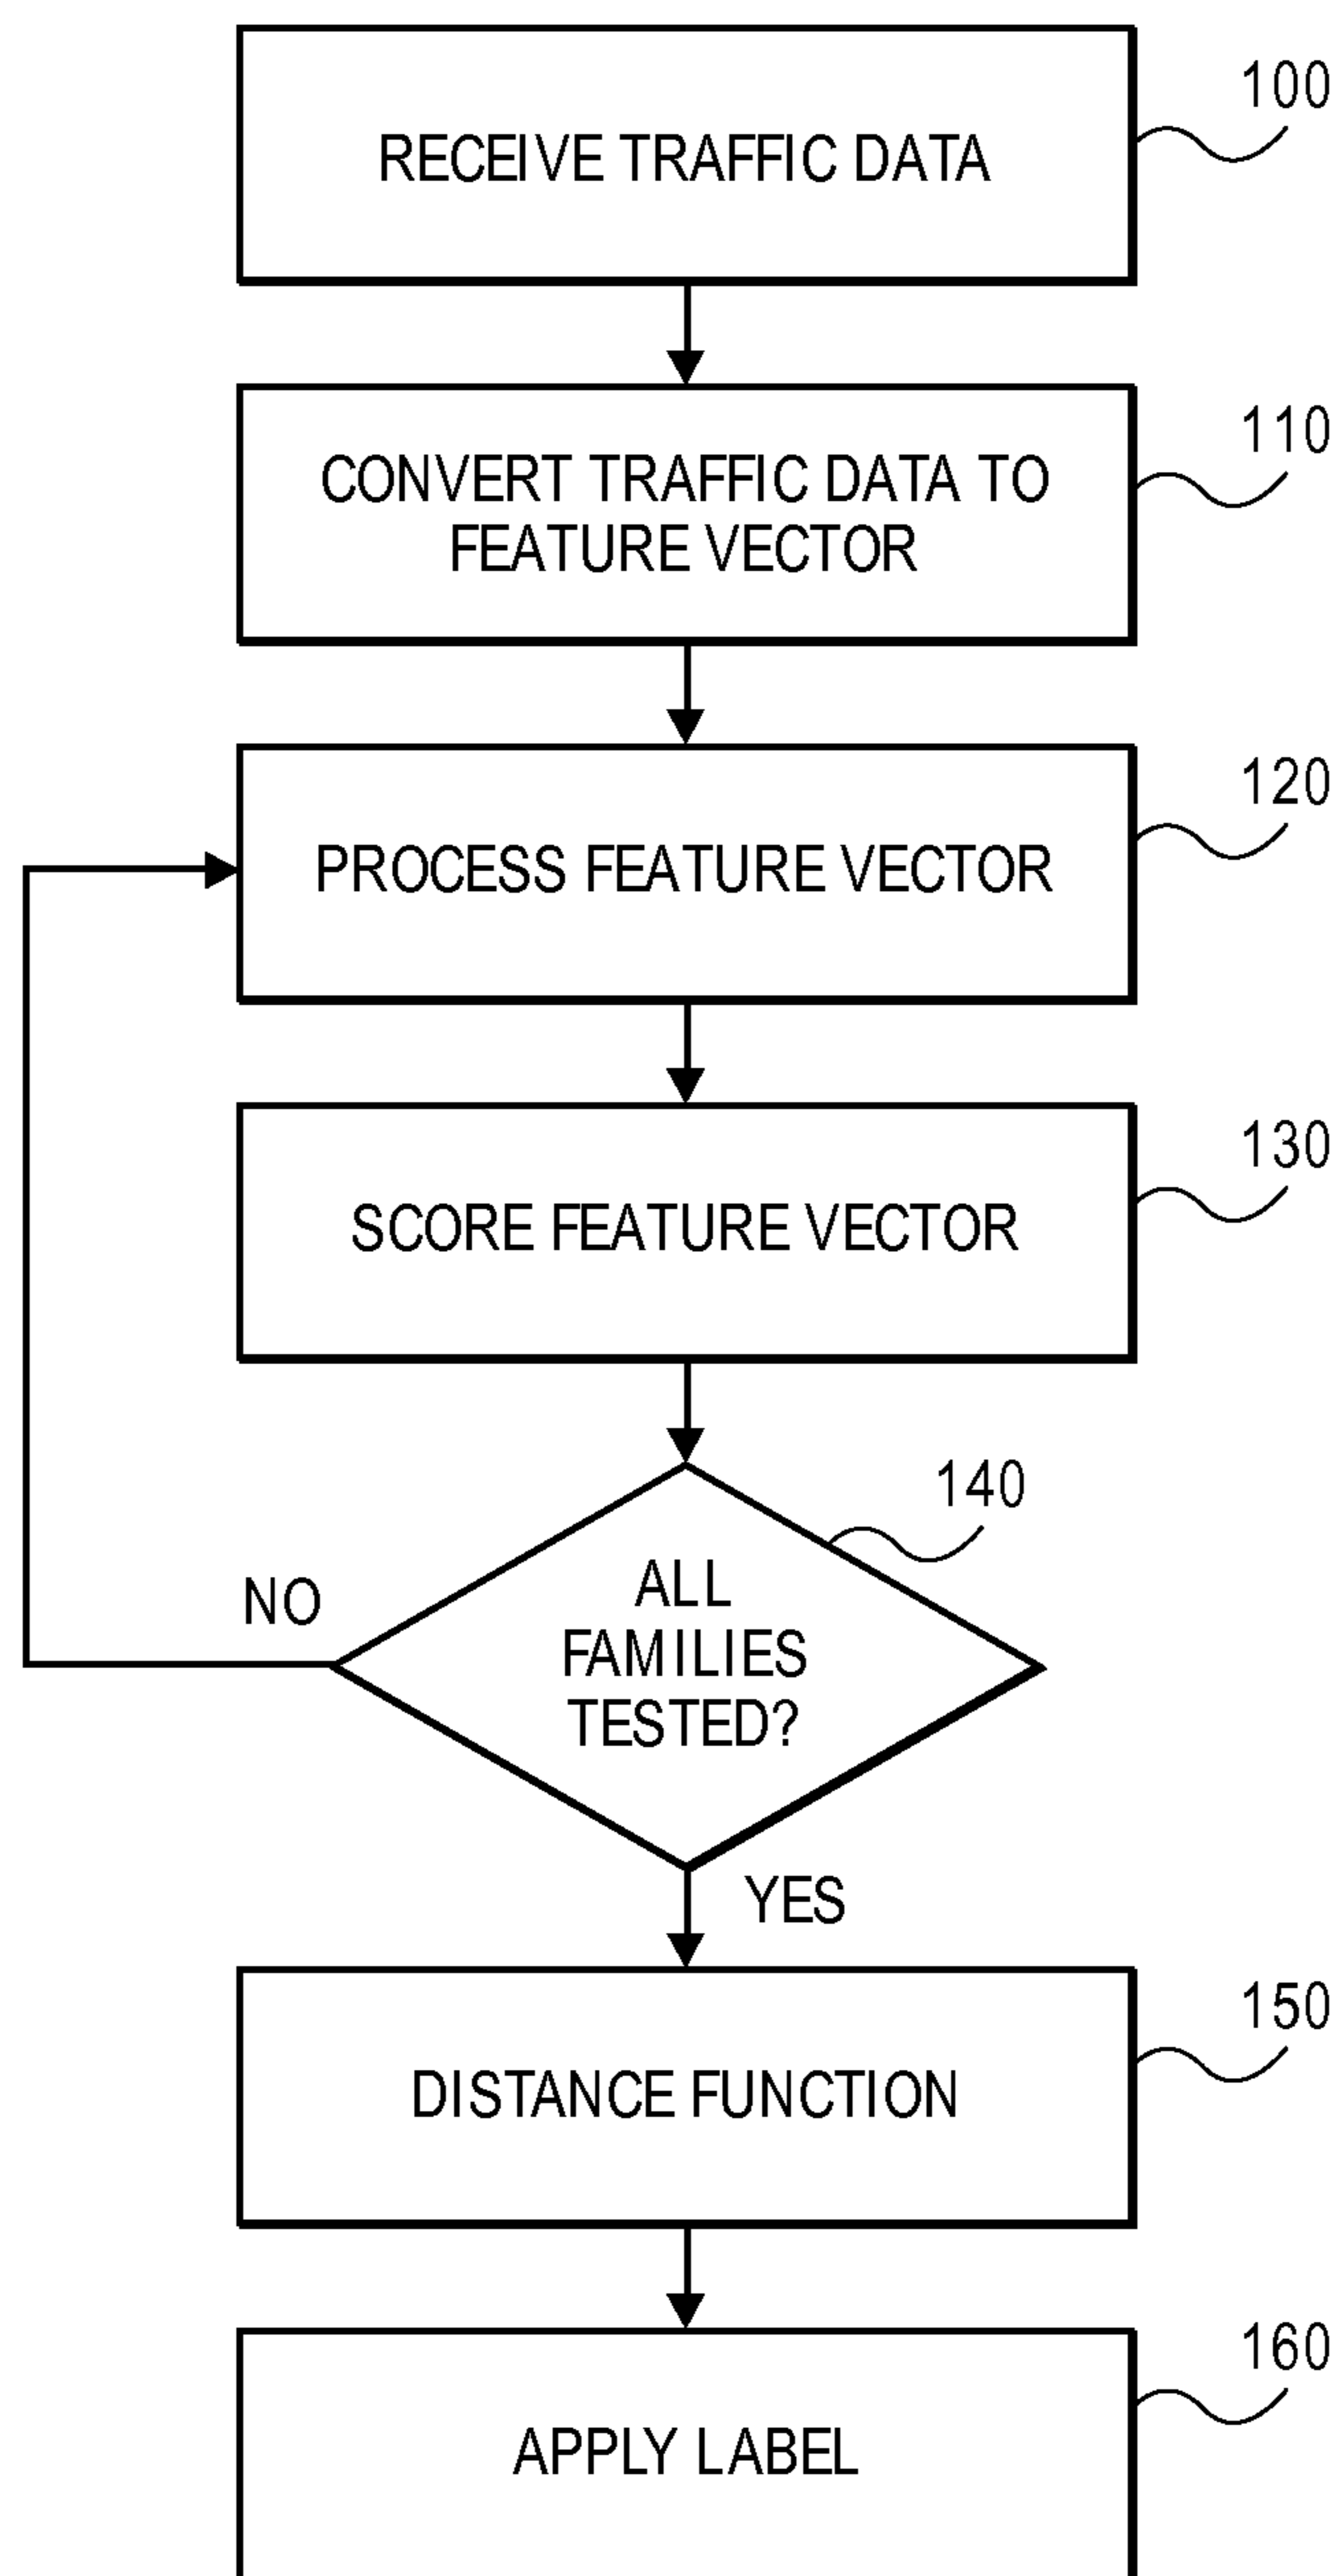 100
RECEIVE TRAFFIC DATA
110
CONVERT TRAFFIC DATA TO
FEATURE VECTOR
120
PROCESS FEATURE VECTOR
130
SCORE FEATURE VECTOR
140
ALL
FAMILIES
TESTED?
NO
YES
150
DISTANCE FUNCTION
160
APPLY LABEL